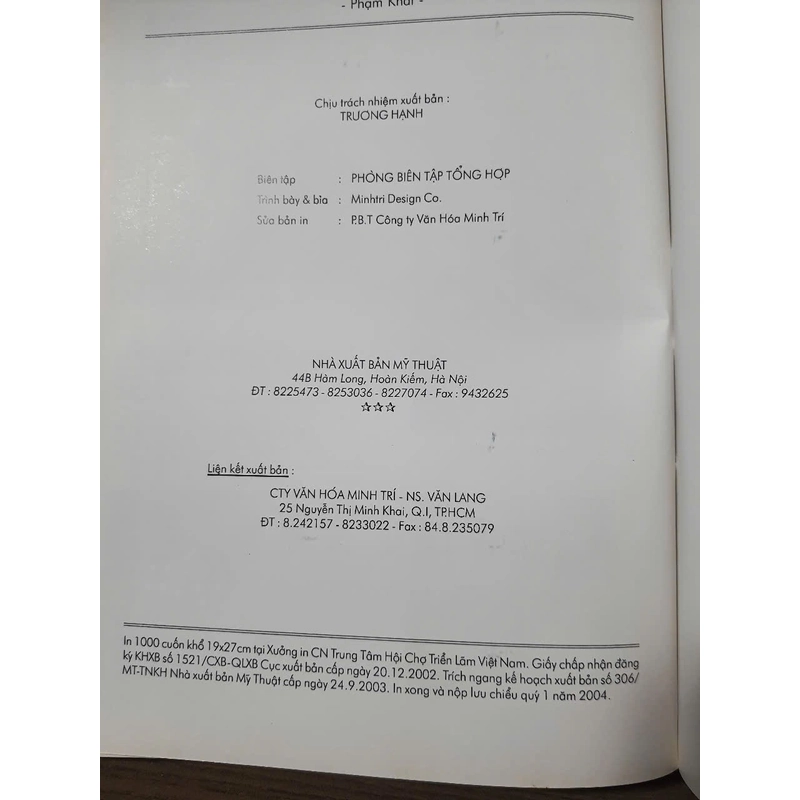 - Phạm Khải -
Chịu trách nhiệm xuất bản :
TRƯƠNG HẠNH
Biên tập : PHÒNG BIÊN TẬP TỔNG HỢP
Trình bày & bìa : Minhtri Design Co.
Sửa bản in : P.B.T Công ty Văn Hóa Minh Trí
NHÀ XUẤT BẢN MỸ THUẬT
44B Hàm Long, Hoàn Kiếm, Hà Nội
ĐT : 8225473 - 8253036 - 8227074 - Fax : 9432625
Liên kết xuất bản :
CTY VĂN HÓA MINH TRÍ - NS. VĂN LANG
25 Nguyễn Thị Minh Khai, Q.I, TP.HCM
ĐT : 8.242157 - 8233022 - Fax : 84.8.235079
In 1000 cuốn khổ 19x27cm tại Xưởng in CN Trung Tâm Hội Chợ Triển Lãm Việt Nam. Giấy chấp nhận đăng
ký KHXB số 1521/CXB-QLXB Cục xuất bản cấp ngày 20.12.2002. Trích ngang kế hoạch xuất bản số 306/
MT-TNKH Nhà xuất bản Mỹ Thuật cấp ngày 24.9.2003. In xong và nộp lưu chiểu quý 1 năm 2004.